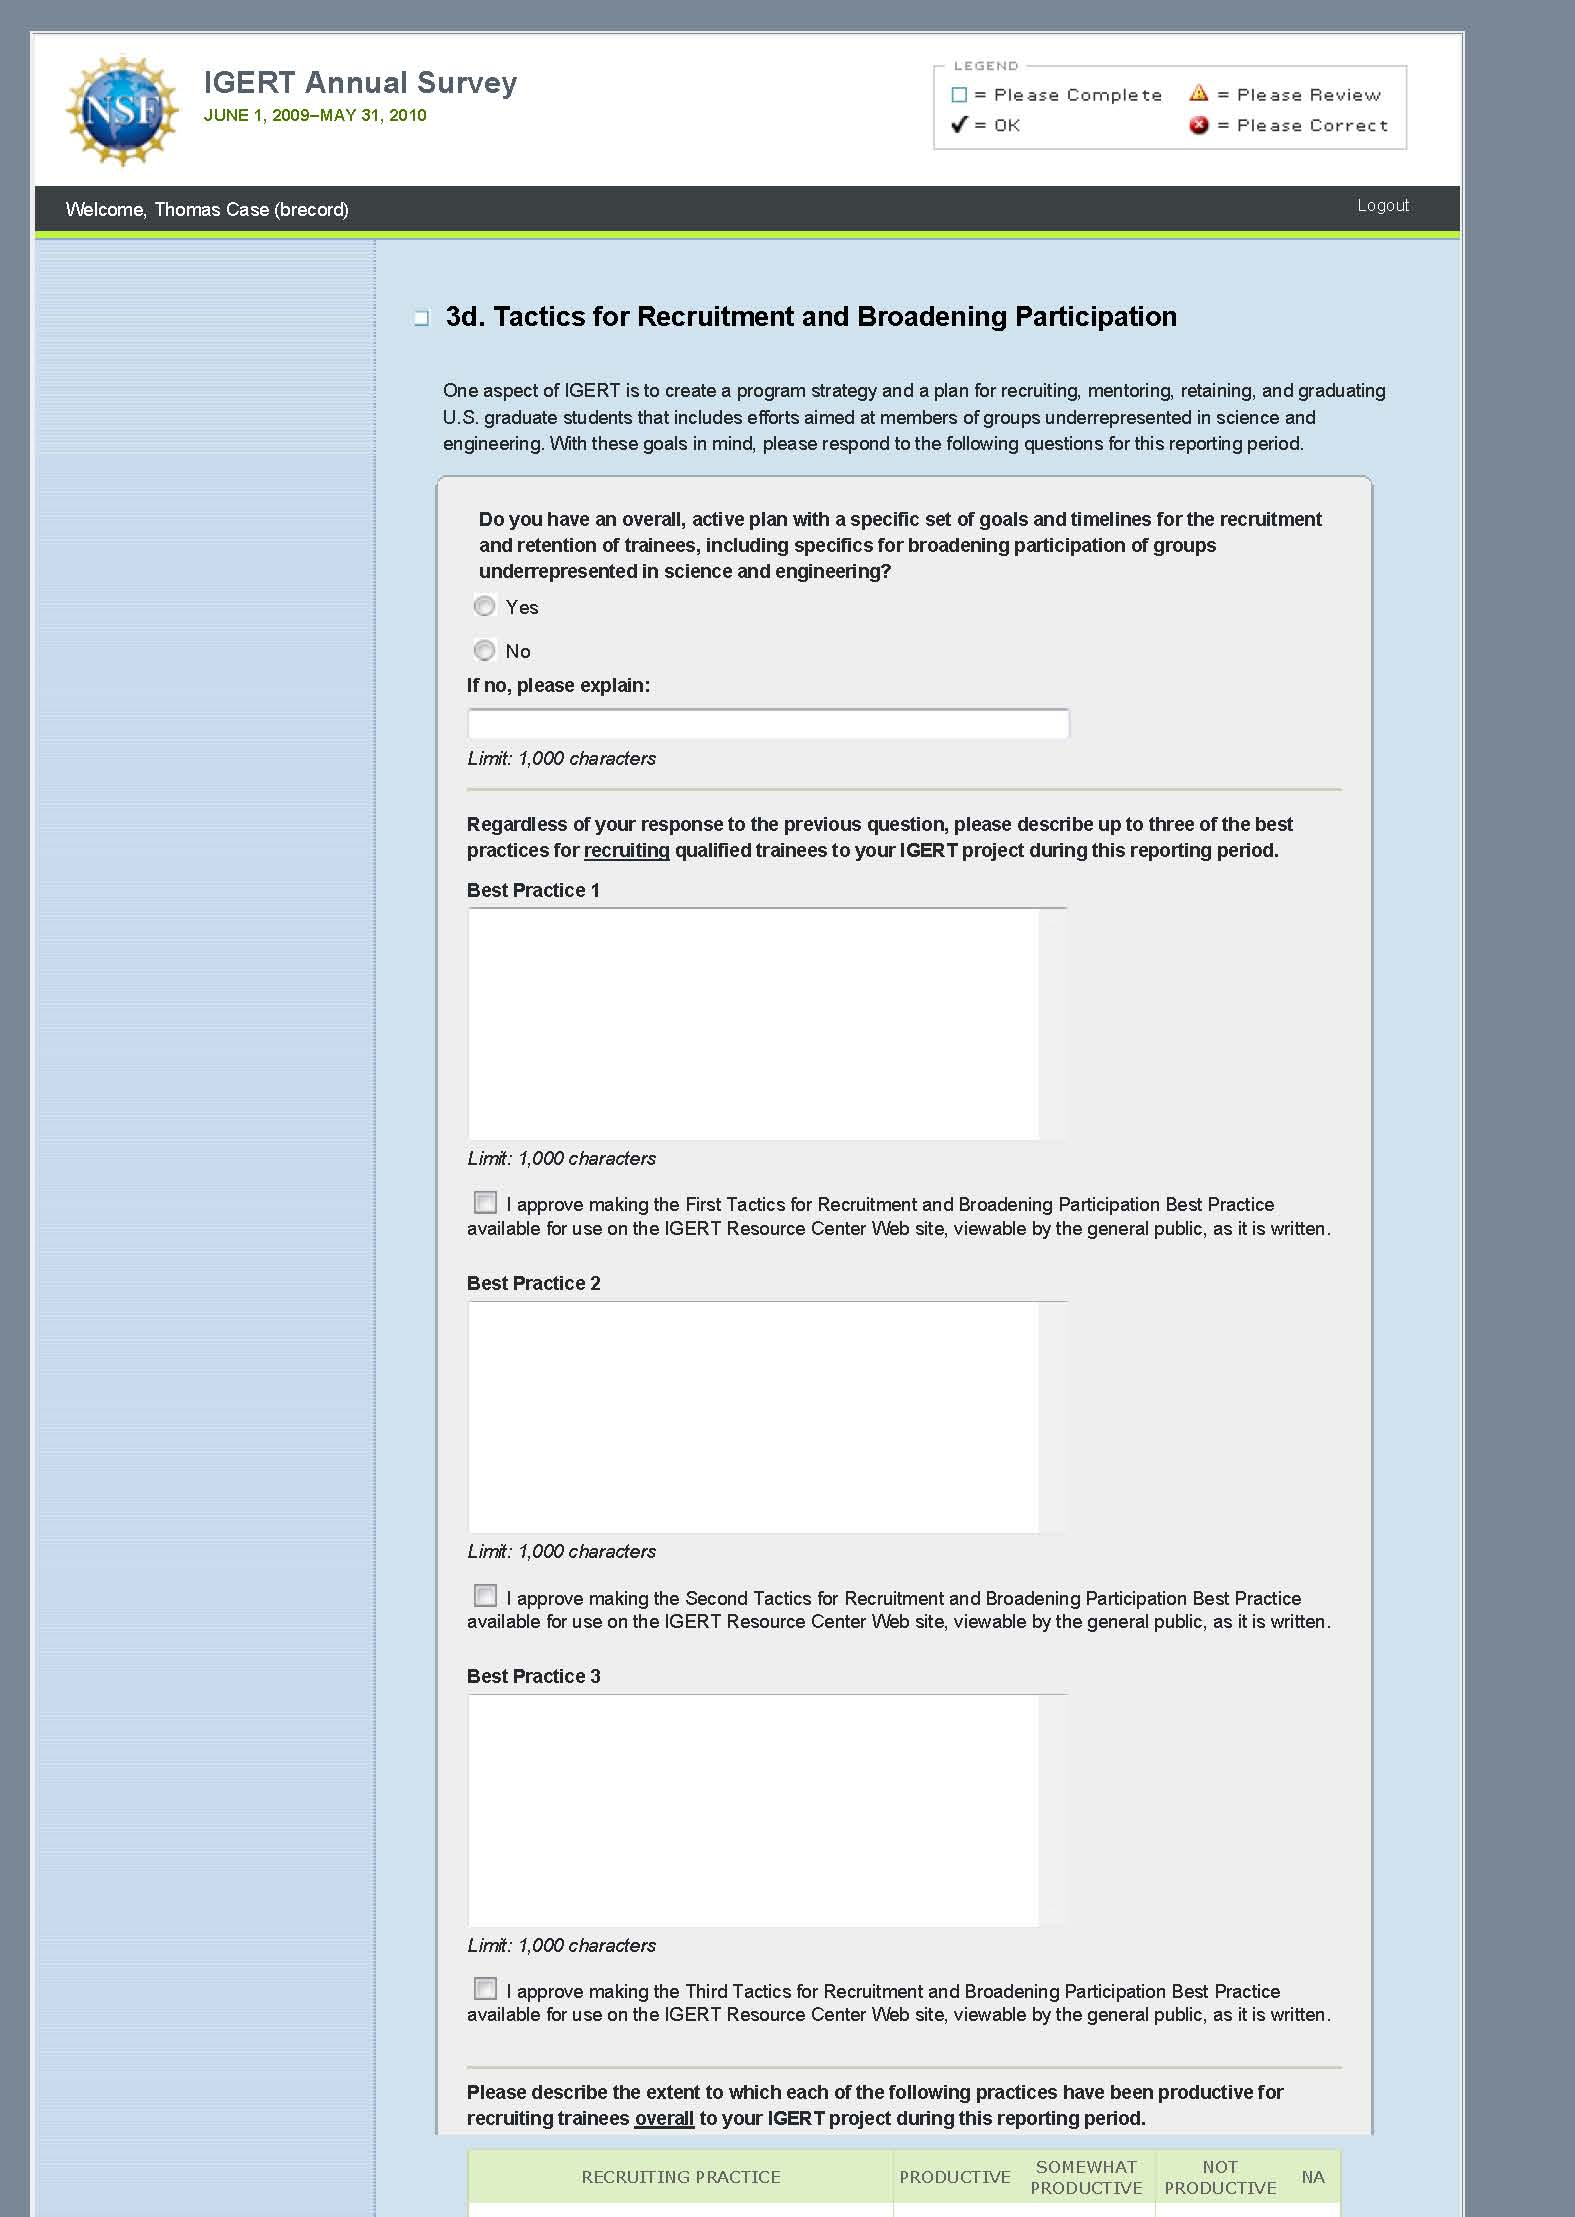 NSF
IGERT Annual Survey
JUNE 1, 2009–MAY 31, 2010
LEGEND
= Please Complete
= Please Review
= OK
= Please Correct
Welcome, Thomas Case (brecord)
Logout
3d. Tactics for Recruitment and Broadening Participation
One aspect of IGERT is to create a program strategy and a plan for recruiting, mentoring, retaining, and graduating
U.S. graduate students that includes efforts aimed at members of groups underrepresented in science and
engineering. With these goals in mind, please respond to the following questions for this reporting period.
Do you have an overall, active plan with a specific set of goals and timelines for the recruitment
and retention of trainees, including specifics for broadening participation of groups
underrepresented in science and engineering?
Yes
No
If no, please explain:
Limit: 1,000 characters
Regardless of your response to the previous question, please describe up to three of the best
practices for recruiting qualified trainees to your IGERT project during this reporting period.
Best Practice 1
Limit: 1,000 characters
I approve making the First Tactics for Recruitment and Broadening Participation Best Practice
available for use on the IGERT Resource Center Web site, viewable by the general public, as it is written.
Best Practice 2
Limit: 1,000 characters
I approve making the Second Tactics for Recruitment and Broadening Participation Best Practice
available for use on the IGERT Resource Center Web site, viewable by the general public, as it is written.
Best Practice 3
Limit: 1,000 characters
I approve making the Third Tactics for Recruitment and Broadening Participation Best Practice
available for use on the IGERT Resource Center Web site, viewable by the general public, as it is written.
Please describe the extent to which each of the following practices have been productive for
recruiting trainees overall to your IGERT project during this reporting period.
RECRUITING PRACTICE
PRODUCTIVE
SOMEWHAT
PRODUCTIVE
NOT
PRODUCTIVE
NA